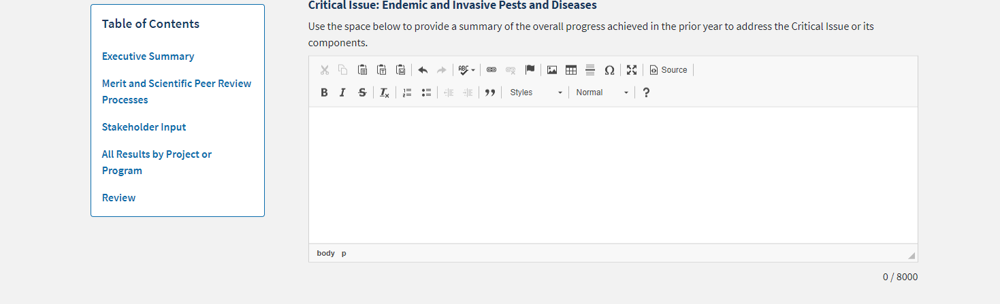 Critical Issue: Endemic and Invasive Pests and Diseases
Use the space below to provide a summary of the overall progress achieved in the prior year to address the Critical Issue or its
components.
Table of Contents
Executive Summary
Merit and Scientific Peer Review
Processes
Stakeholder Input
All Results by Project or
Program
Review
ABC
Source
B I S Ix
Styles
Normal
?
body p
0 / 8000